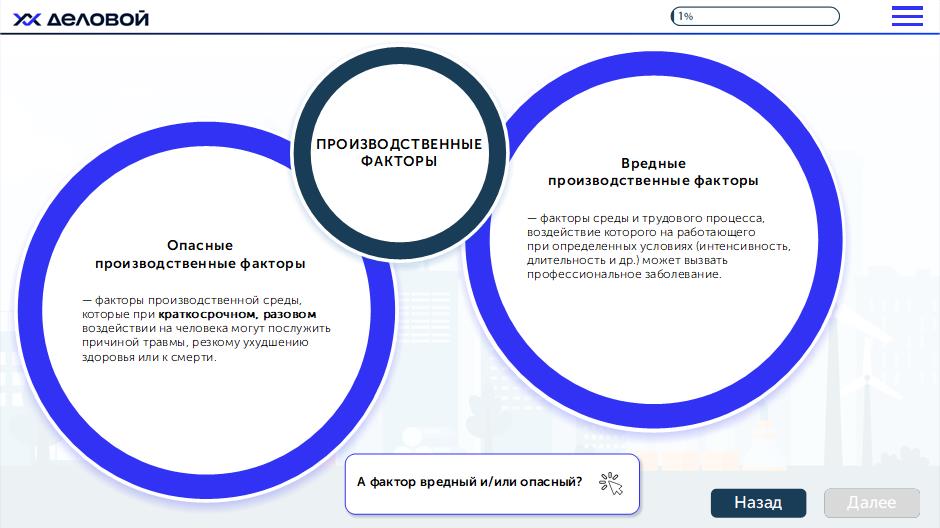 ДЕЛОВОЙ
1%
ПРОИЗВОДСТВЕННЫЕ
ФАКТОРЫ
Опасные
производственные факторы
— факторы производственной среды,
которые при краткосрочном, разовом
воздействии на человека могут послужить
причиной травмы, резкому ухудшению
здоровья или к смерти.
Вредные
производственные факторы
— факторы среды и трудового процесса,
воздействие которого на работающего
при определенных условиях (интенсивность,
длительность и др.) может вызвать
профессиональное заболевание.
А фактор вредный и/или опасный?
Назад
Далее